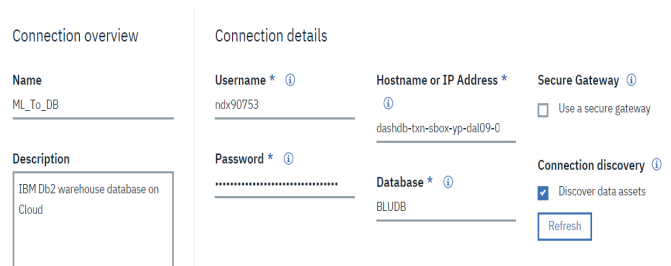 Connection overview
Name
ML_To_DB
Description
IBM Db2 warehouse database on
Cloud
Connection details
Username *
ndx90753
Password *
••••••••••••••••••••••••••••••••
Hostname or IP Address *
dashdb-txn-sbox-yp-dal09-0
Database *
BLUDB
Secure Gateway
Use a secure gateway
Connection discovery
Discover data assets
Refresh